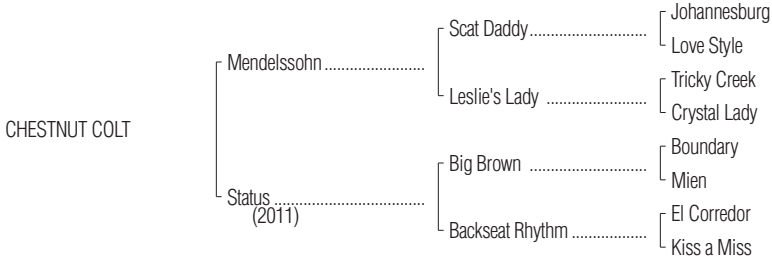 Johannesburg
Scat Daddy..............................
Love Style
Mendelssohn .........................
Tricky Creek
Leslie's Lady ..........................
Crystal Lady
CHESTNUT COLT
Boundary
Big Brown ..............................
Mien
Status .....................................
(2011)
El Corredor
Backseat Rhythm ...................
Kiss a Miss